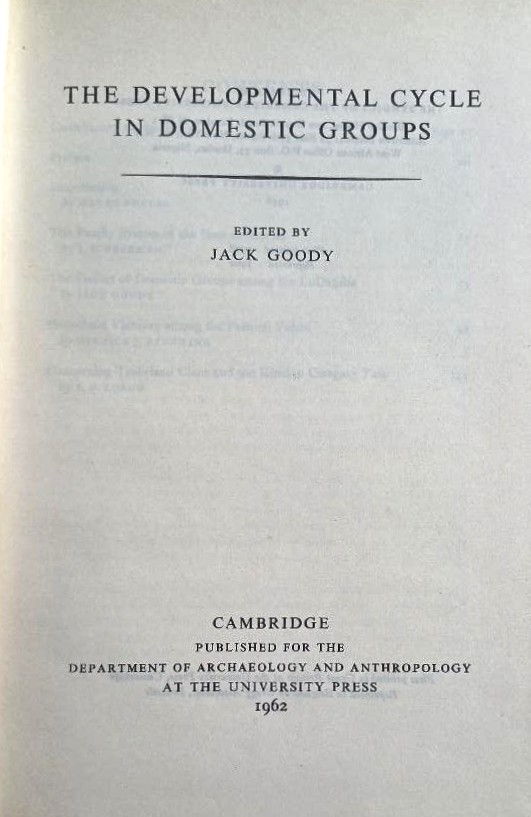 THE DEVELOPMENTAL CYCLE
IN DOMESTIC GROUPS
EDITED BY
JACK GOODY
CAMBRIDGE
PUBLISHED FOR THE
DEPARTMENT OF ARCHAEOLOGY AND ANTHROPOLOGY
AT THE UNIVERSITY PRESS
1962